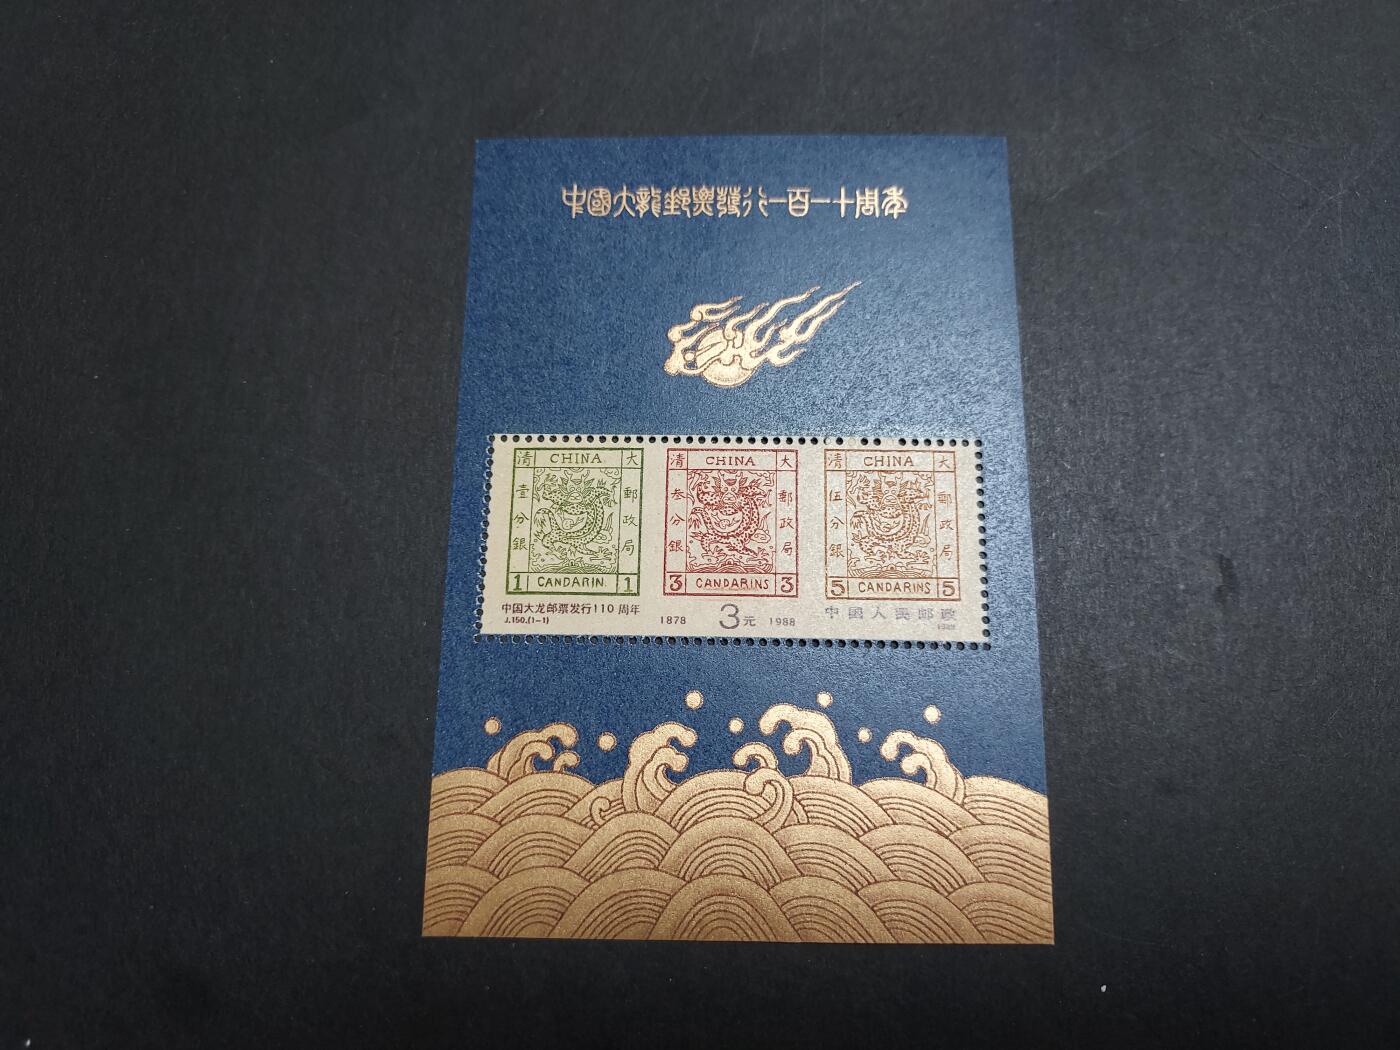 中國大龍郵票發行一百一十周年
清 CHINA 大
壹分銀
郵政局
1 CANDARIN. 1
清 CHINA 大
叁分銀
郵政局
3 CANDARINS 3
清 CHINA 大
伍分銀
郵政局
5 CANDARINS 5
中国大龙邮票发行110周年
J.150.(1-1)
1878 3元 1988
中国人民邮政
1988